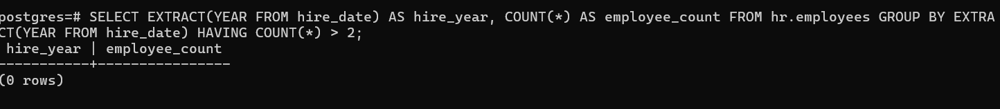 postgres=# SELECT EXTRACT(YEAR FROM hire_date) AS hire_year, COUNT(*) AS employee_count FROM hr.employees GROUP BY EXTRA
CT(YEAR FROM hire_date) HAVING COUNT(*) > 2;
 hire_year | employee_count
-----------+----------------
(0 rows)